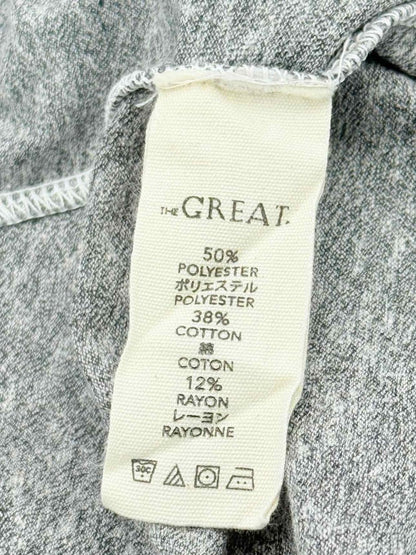 THE GREAT.
50%
POLYESTER
ポリエステル
POLYESTER
38%
COTTON
綿
COTON
12%
RAYON
レーヨン
RAYONNE
30C